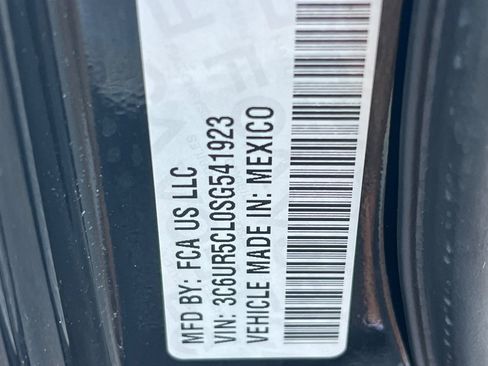 MFD BY: FCA US LLC
VIN: 3C6UR5CL0SG541923
VEHICLE MADE IN: MEXICO